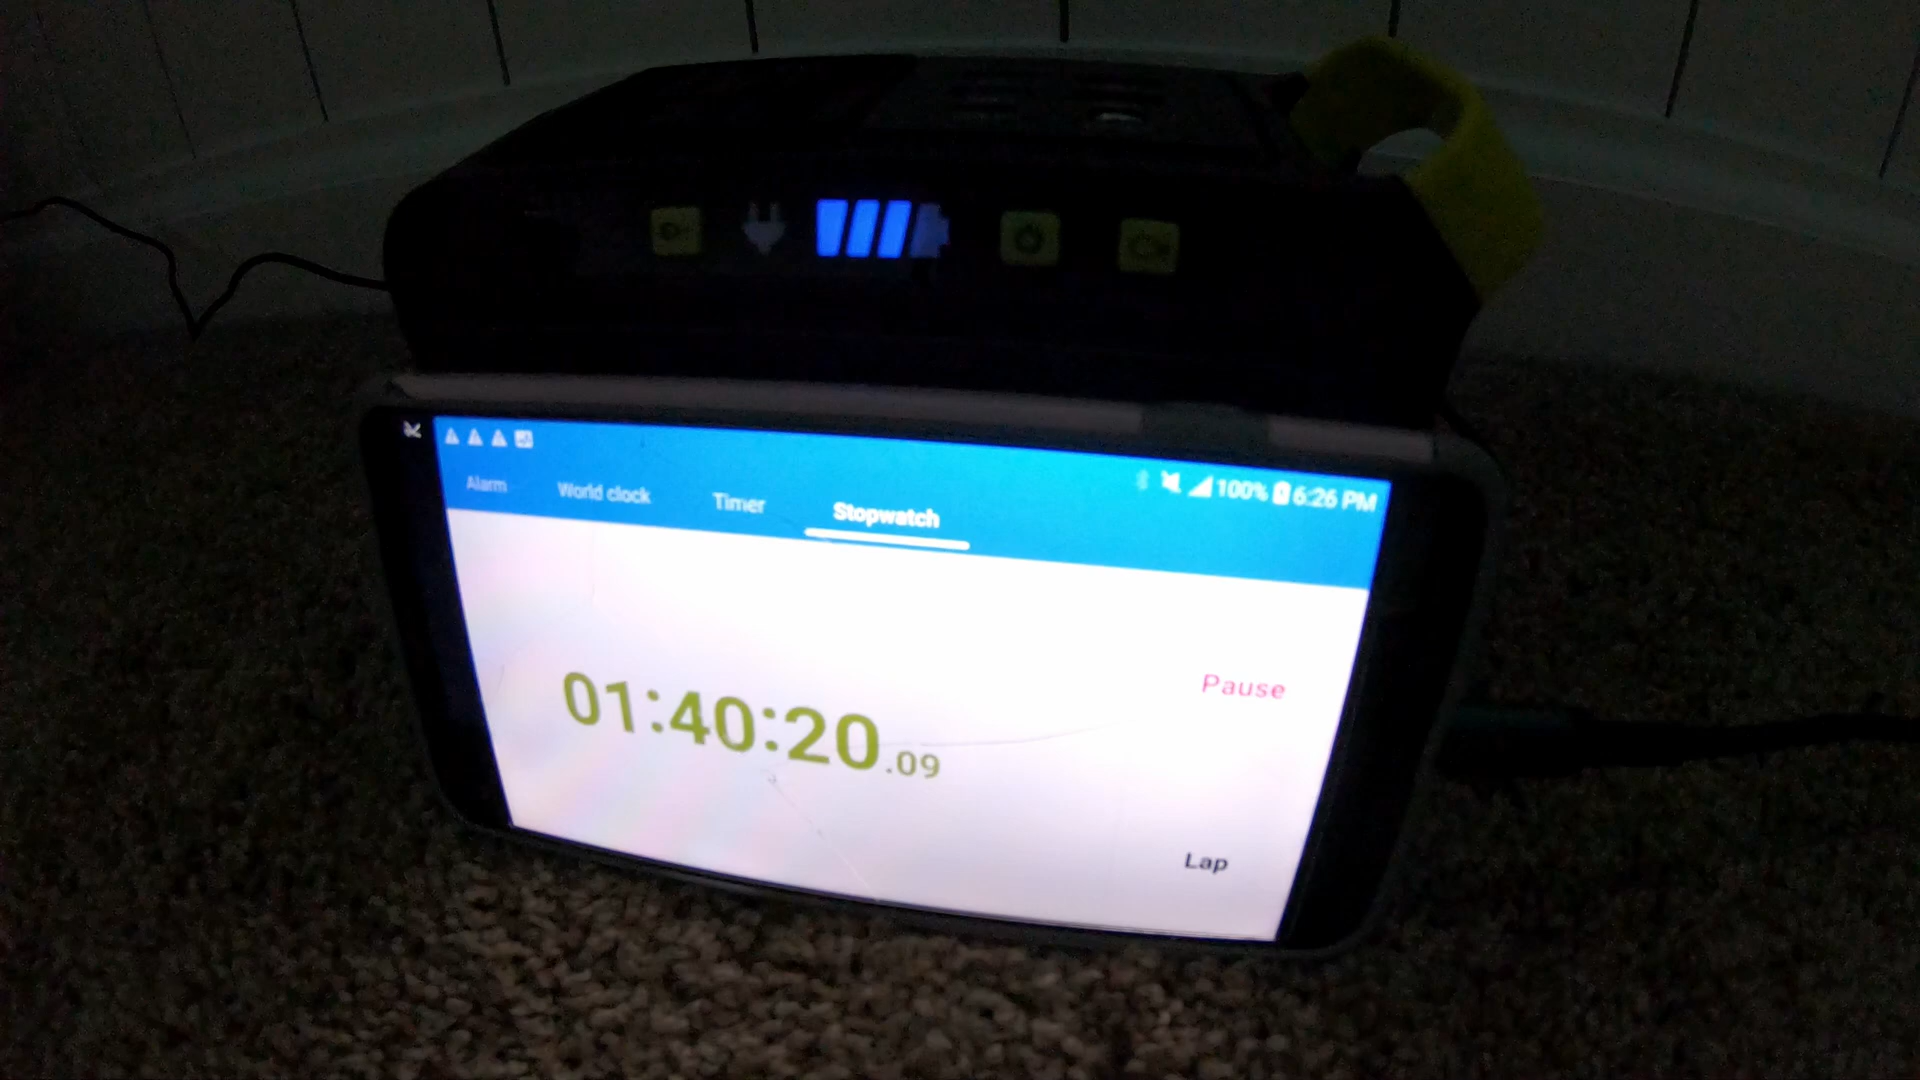 100% 6:26 PM
Alarm World clock Timer Stopwatch
01:40:20.09
Pause
Lap